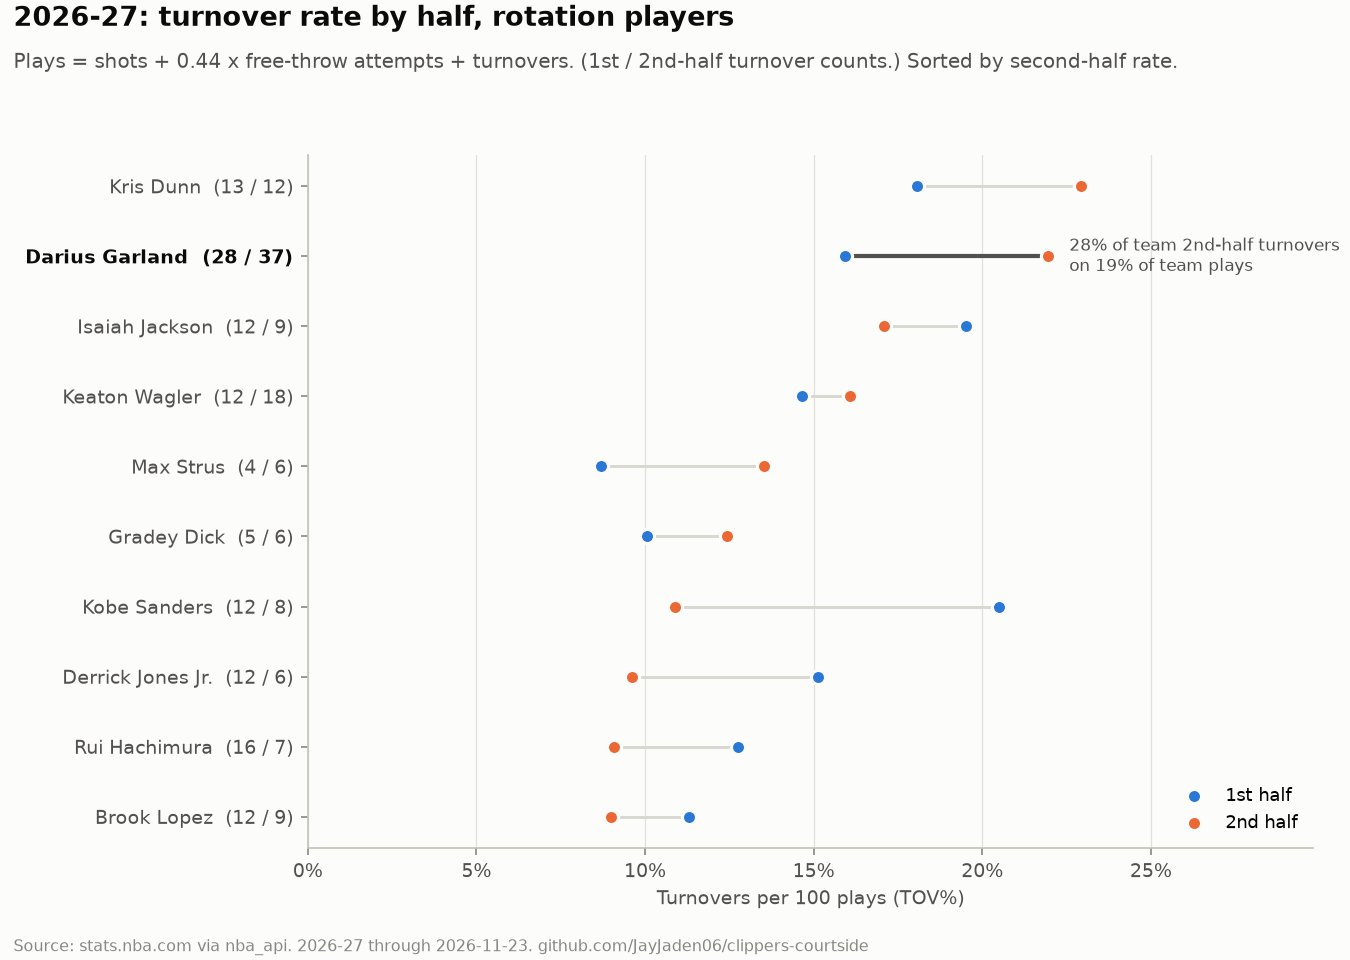 2026-27: turnover rate by half, rotation players
Plays = shots + 0.44 x free-throw attempts + turnovers. (1st / 2nd-half turnover counts.) Sorted by second-half rate.
Kris Dunn (13 / 12)
Darius Garland (28 / 37)
28% of team 2nd-half turnovers
on 19% of team plays
Isaiah Jackson (12 / 9)
Keaton Wagler (12 / 18)
Max Strus (4 / 6)
Gradey Dick (5 / 6)
Kobe Sanders (12 / 8)
Derrick Jones Jr. (12 / 6)
Rui Hachimura (16 / 7)
Brook Lopez (12 / 9)
1st half
2nd half
0% 5% 10% 15% 20% 25%
Turnovers per 100 plays (TOV%)
Source: stats.nba.com via nba_api. 2026-27 through 2026-11-23. github.com/JayJaden06/clippers-courtside